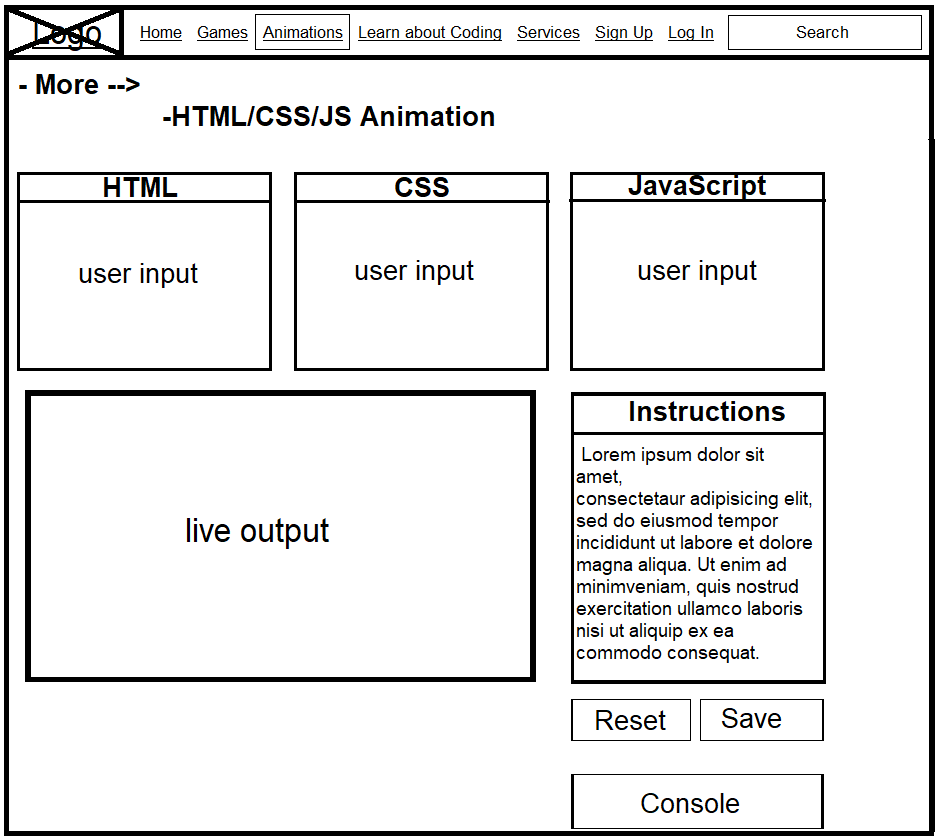 Logo Home Games Animations Learn about Coding Services Sign Up Log In Search
- More -->
-HTML/CSS/JS Animation
HTML CSS JavaScript
user input user input user input
live output
Instructions
Lorem ipsum dolor sit
amet,
consectetaur adipisicing elit,
sed do eiusmod tempor
incididunt ut labore et dolore
magna aliqua. Ut enim ad
minimveniam, quis nostrud
exercitation ullamco laboris
nisi ut aliquip ex ea
commodo consequat.
Reset Save
Console